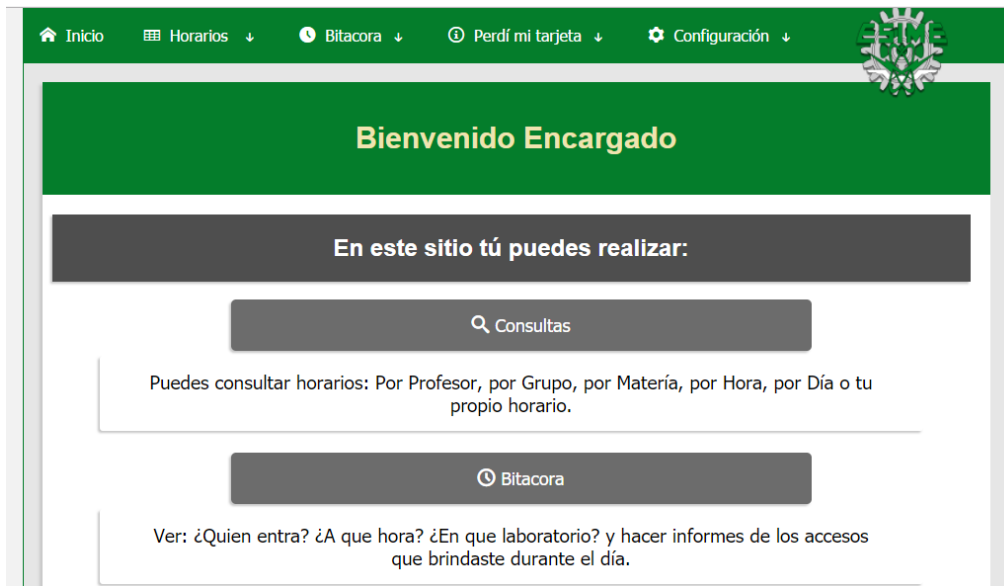 Inicio Horarios Bitacora Perdí mi tarjeta Configuración
Bienvenido Encargado
En este sitio tú puedes realizar:
Consultas
Puedes consultar horarios: Por Profesor, por Grupo, por Matería, por Hora, por Día o tu
propio horario.
Bitacora
Ver: ¿Quien entra? ¿A que hora? ¿En que laboratorio? y hacer informes de los accesos
que brindaste durante el día.